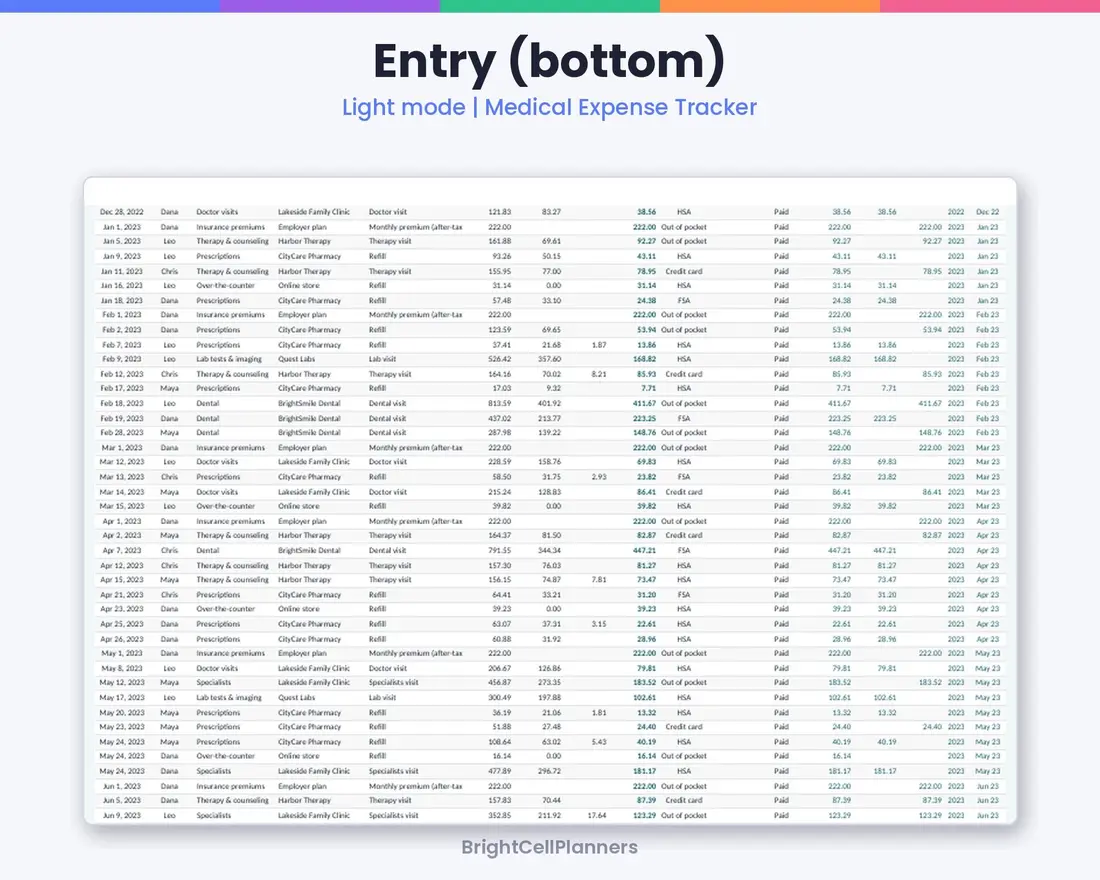 Entry (bottom)
Light mode | Medical Expense Tracker
Dec 28, 2022 Dana Doctor visits Lakeside Family Clinic Doctor visit 121.83 83.27 38.56 HSA Paid 38.56 38.56 2022 Dec 22
Jan 1, 2023 Dana Insurance premiums Employer plan Monthly premium (after-tax 222.00 222.00 Out of pocket Paid 222.00 222.00 2023 Jan 23
Jan 5, 2023 Leo Therapy & counseling Harbor Therapy Therapy visit 161.88 69.61 92.27 Out of pocket Paid 92.27 92.27 2023 Jan 23
Jan 9, 2023 Leo Prescriptions CityCare Pharmacy Refill 93.26 50.15 43.11 HSA Paid 43.11 43.11 2023 Jan 23
Jan 11, 2023 Chris Therapy & counseling Harbor Therapy Therapy visit 155.95 77.00 78.95 Credit card Paid 78.95 78.95 2023 Jan 23
Jan 16, 2023 Leo Over-the-counter Online store Refill 31.14 0.00 31.14 HSA Paid 31.14 31.14 2023 Jan 23
Jan 18, 2023 Dana Prescriptions CityCare Pharmacy Refill 57.48 33.10 24.38 FSA Paid 24.38 24.38 2023 Jan 23
Feb 1, 2023 Dana Insurance premiums Employer plan Monthly premium (after-tax 222.00 222.00 Out of pocket Paid 222.00 222.00 2023 Feb 23
Feb 2, 2023 Dana Prescriptions CityCare Pharmacy Refill 123.59 69.65 53.94 Out of pocket Paid 53.94 53.94 2023 Feb 23
Feb 7, 2023 Leo Prescriptions CityCare Pharmacy Refill 37.41 21.68 1.87 13.86 HSA Paid 13.86 13.86 2023 Feb 23
Feb 9, 2023 Leo Lab tests & imaging Quest Labs Lab visit 526.42 357.60 168.82 HSA Paid 168.82 168.82 2023 Feb 23
Feb 12, 2023 Chris Therapy & counseling Harbor Therapy Therapy visit 164.16 70.02 8.21 85.93 Credit card Paid 85.93 85.93 2023 Feb 23
Feb 17, 2023 Maya Prescriptions CityCare Pharmacy Refill 17.03 9.32 7.71 HSA Paid 7.71 7.71 2023 Feb 23
Feb 18, 2023 Leo Dental BrightSmile Dental Dental visit 813.59 401.92 411.67 Out of pocket Paid 411.67 411.67 2023 Feb 23
Feb 19, 2023 Dana Dental BrightSmile Dental Dental visit 437.02 213.77 223.25 FSA Paid 223.25 223.25 2023 Feb 23
Feb 28, 2023 Maya Dental BrightSmile Dental Dental visit 287.98 139.22 148.76 Out of pocket Paid 148.76 148.76 2023 Feb 23
Mar 1, 2023 Dana Insurance premiums Employer plan Monthly premium (after-tax 222.00 222.00 Out of pocket Paid 222.00 222.00 2023 Mar 23
Mar 12, 2023 Leo Doctor visits Lakeside Family Clinic Doctor visit 228.59 158.76 69.83 HSA Paid 69.83 69.83 2023 Mar 23
Mar 13, 2023 Chris Prescriptions CityCare Pharmacy Refill 58.50 31.75 2.93 23.82 FSA Paid 23.82 23.82 2023 Mar 23
Mar 14, 2023 Maya Doctor visits Lakeside Family Clinic Doctor visit 215.24 128.83 86.41 Credit card Paid 86.41 86.41 2023 Mar 23
Mar 15, 2023 Leo Over-the-counter Online store Refill 39.82 0.00 39.82 HSA Paid 39.82 39.82 2023 Mar 23
Apr 1, 2023 Dana Insurance premiums Employer plan Monthly premium (after-tax 222.00 222.00 Out of pocket Paid 222.00 222.00 2023 Apr 23
Apr 2, 2023 Maya Therapy & counseling Harbor Therapy Therapy visit 164.37 81.50 82.87 Credit card Paid 82.87 82.87 2023 Apr 23
Apr 7, 2023 Chris Dental BrightSmile Dental Dental visit 791.55 344.34 447.21 FSA Paid 447.21 447.21 2023 Apr 23
Apr 12, 2023 Chris Therapy & counseling Harbor Therapy Therapy visit 157.30 76.03 81.27 HSA Paid 81.27 81.27 2023 Apr 23
Apr 15, 2023 Maya Therapy & counseling Harbor Therapy Therapy visit 156.15 74.87 7.81 73.47 HSA Paid 73.47 73.47 2023 Apr 23
Apr 21, 2023 Chris Prescriptions CityCare Pharmacy Refill 64.41 33.21 31.20 FSA Paid 31.20 31.20 2023 Apr 23
Apr 23, 2023 Dana Over-the-counter Online store Refill 39.23 0.00 39.23 HSA Paid 39.23 39.23 2023 Apr 23
Apr 25, 2023 Dana Prescriptions CityCare Pharmacy Refill 63.07 37.31 3.15 22.61 HSA Paid 22.61 22.61 2023 Apr 23
Apr 26, 2023 Dana Prescriptions CityCare Pharmacy Refill 60.88 31.92 28.96 HSA Paid 28.96 28.96 2023 Apr 23
May 1, 2023 Dana Insurance premiums Employer plan Monthly premium (after-tax 222.00 222.00 Out of pocket Paid 222.00 222.00 2023 May 23
May 8, 2023 Leo Doctor visits Lakeside Family Clinic Doctor visit 206.67 126.86 79.81 HSA Paid 79.81 79.81 2023 May 23
May 12, 2023 Maya Specialists Lakeside Family Clinic Specialists visit 456.87 273.35 183.52 Out of pocket Paid 183.52 183.52 2023 May 23
May 17, 2023 Leo Lab tests & imaging Quest Labs Lab visit 300.49 197.88 102.61 HSA Paid 102.61 102.61 2023 May 23
May 20, 2023 Maya Prescriptions CityCare Pharmacy Refill 36.19 21.06 1.81 13.32 HSA Paid 13.32 13.32 2023 May 23
May 23, 2023 Maya Prescriptions CityCare Pharmacy Refill 51.88 27.48 24.40 Credit card Paid 24.40 24.40 2023 May 23
May 24, 2023 Maya Prescriptions CityCare Pharmacy Refill 108.64 63.02 5.43 40.19 HSA Paid 40.19 40.19 2023 May 23
May 24, 2023 Dana Over-the-counter Online store Refill 16.14 0.00 16.14 Out of pocket Paid 16.14 2023 May 23
May 24, 2023 Dana Specialists Lakeside Family Clinic Specialists visit 477.89 296.72 181.17 HSA Paid 181.17 181.17 2023 May 23
Jun 1, 2023 Dana Insurance premiums Employer plan Monthly premium (after-tax 222.00 222.00 Out of pocket Paid 222.00 222.00 2023 Jun 23
Jun 5, 2023 Dana Therapy & counseling Harbor Therapy Therapy visit 157.83 70.44 87.39 Credit card Paid 87.39 87.39 2023 Jun 23
Jun 9, 2023 Leo Specialists Lakeside Family Clinic Specialists visit 352.85 211.92 17.64 123.29 Out of pocket Paid 123.29 123.29 2023 Jun 23
BrightCellPlanners